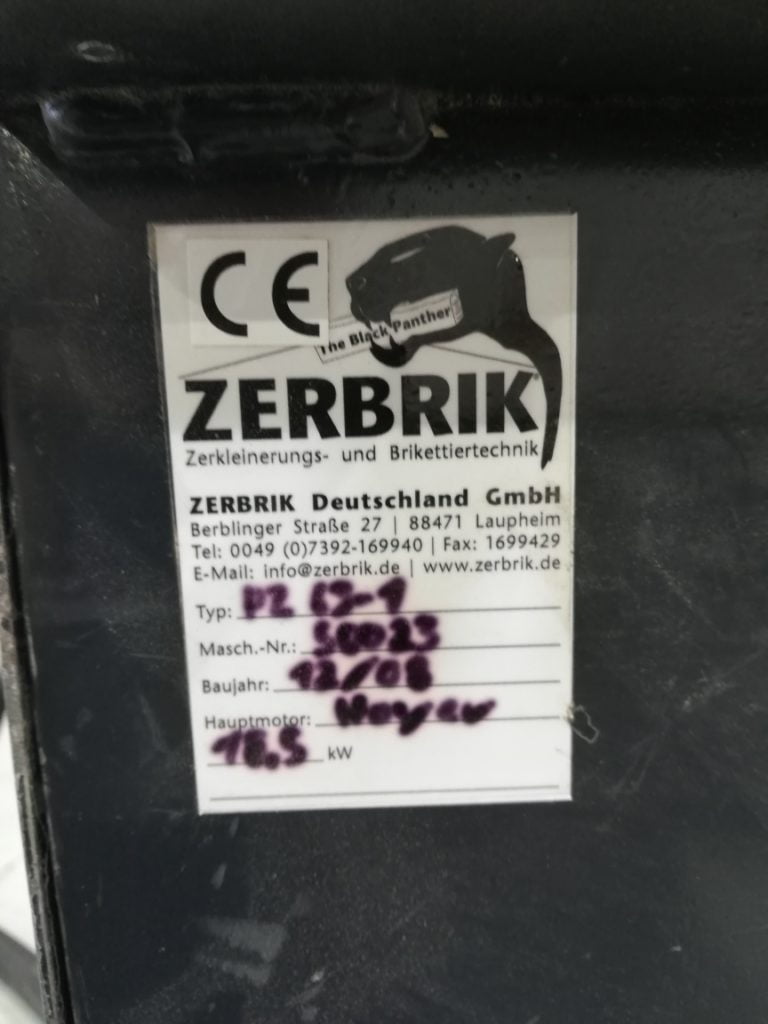 CE
The Black Panther
ZERBRIK®
Zerkleinerungs- und Brikettiertechnik
ZERBRIK Deutschland GmbH
Berblinger Straße 27 | 88471 Laupheim
Tel: 0049 (0)7392-169940 | Fax: 1699429
E-Mail: info@zerbrik.de | www.zerbrik.de
Typ:
Masch.-Nr.:
Baujahr: 12/08
Hauptmotor:
18,5 kW